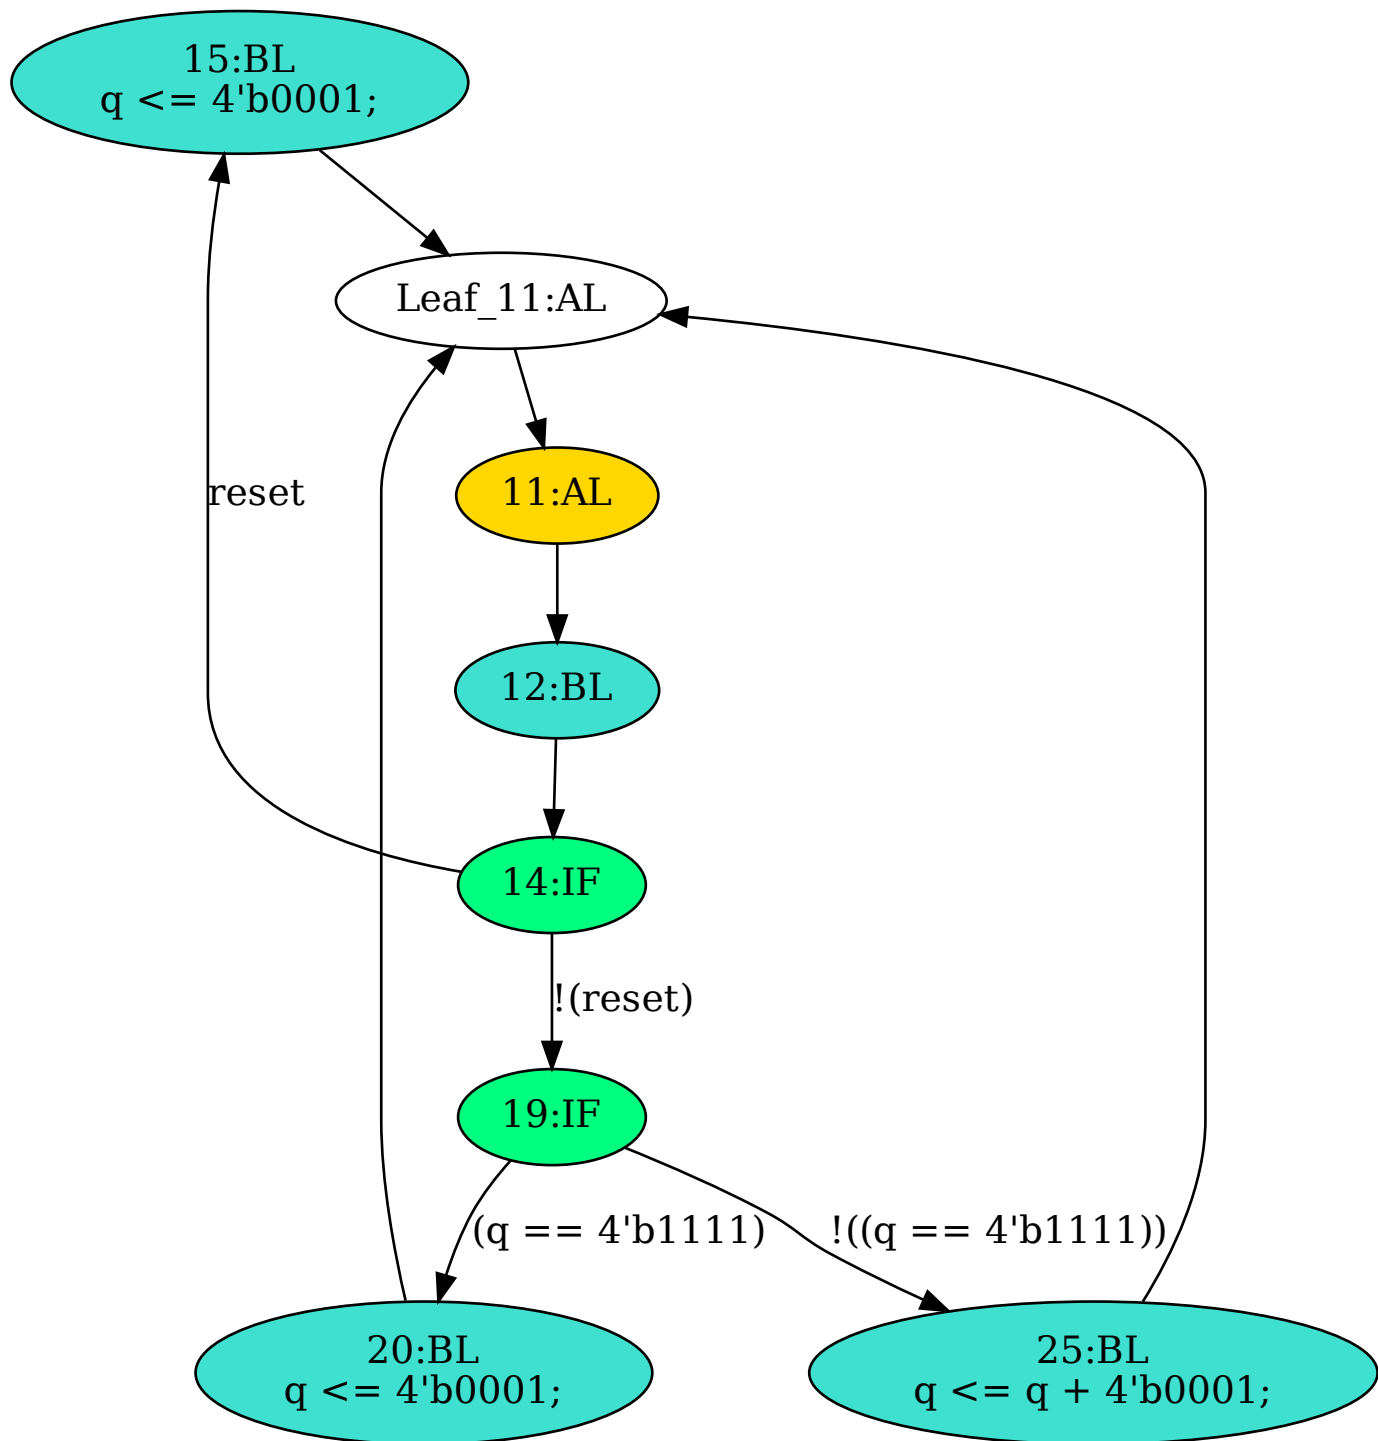 15:BL
q <= 4'b0001;
Leaf_11:AL
reset
11:AL
12:BL
14:IF
!(reset)
19:IF
(q == 4'b1111)
!((q == 4'b1111))
20:BL
q <= 4'b0001;
25:BL
q <= q + 4'b0001;